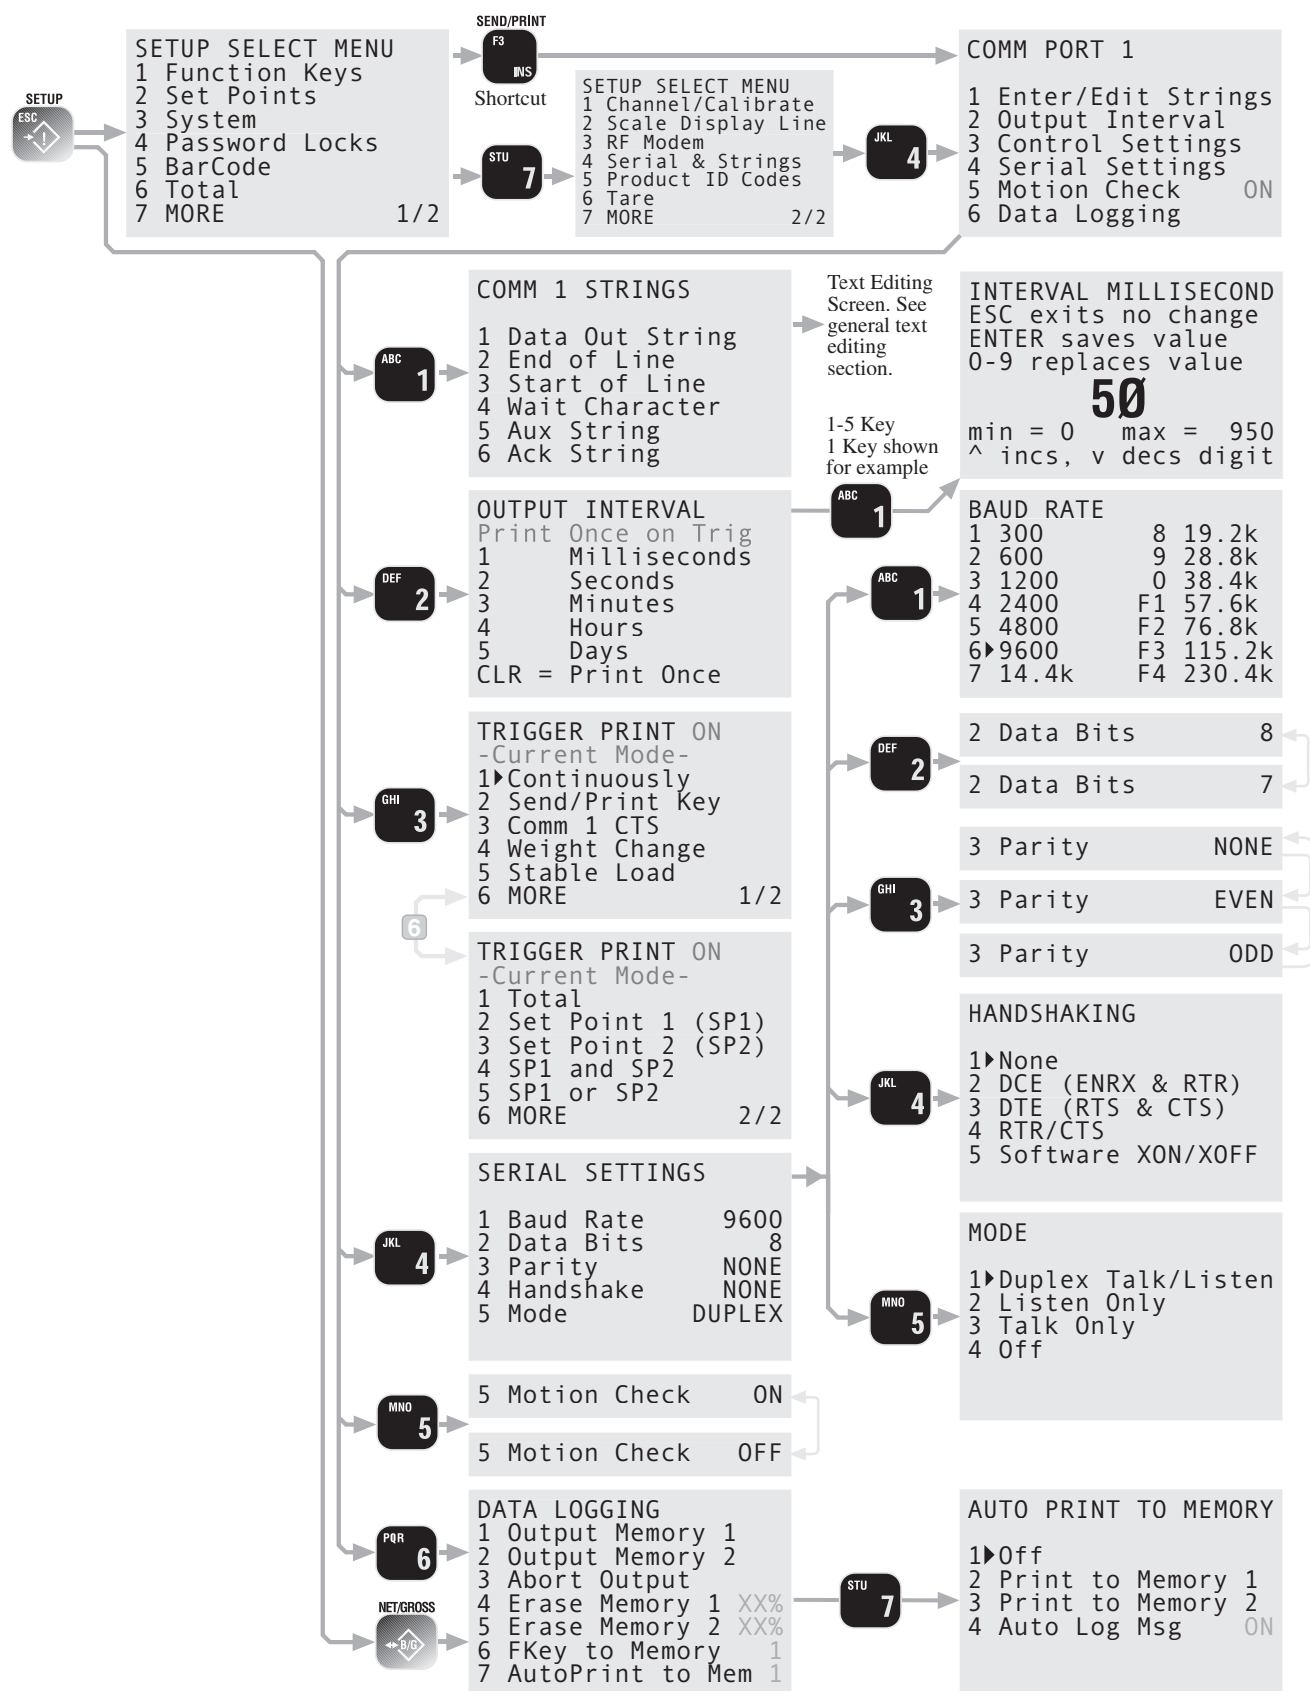 SETUP
ESC
SETUP SELECT MENU
1 Function Keys
2 Set Points
3 System
4 Password Locks
5 BarCode
6 Total
7 MORE 1/2
SEND/PRINT
F3
INS
Shortcut
STU
7
SETUP SELECT MENU
1 Channel/Calibrate
2 Scale Display Line
3 RF Modem
4 Serial & Strings
5 Product ID Codes
6 Tare
7 MORE 2/2
JKL
4
COMM PORT 1
1 Enter/Edit Strings
2 Output Interval
3 Control Settings
4 Serial Settings
5 Motion Check ON
6 Data Logging
ABC
1
COMM 1 STRINGS
1 Data Out String
2 End of Line
3 Start of Line
4 Wait Character
5 Aux String
6 Ack String
Text Editing
Screen. See
general text
editing
section.
1-5 Key
1 Key shown
for example
ABC
1
INTERVAL MILLISECOND
ESC exits no change
ENTER saves value
0-9 replaces value
50
min = 0 max = 950
^ incs, v decs digit
DEF
2
OUTPUT INTERVAL
Print Once on Trig
1 Milliseconds
2 Seconds
3 Minutes
4 Hours
5 Days
CLR = Print Once
ABC
1
BAUD RATE
1 300 8 19.2k
2 600 9 28.8k
3 1200 0 38.4k
4 2400 F1 57.6k
5 4800 F2 76.8k
6▶9600 F3 115.2k
7 14.4k F4 230.4k
GHI
3
TRIGGER PRINT ON
-Current Mode-
1▶Continuously
2 Send/Print Key
3 Comm 1 CTS
4 Weight Change
5 Stable Load
6 MORE 1/2
6
TRIGGER PRINT ON
-Current Mode-
1 Total
2 Set Point 1 (SP1)
3 Set Point 2 (SP2)
4 SP1 and SP2
5 SP1 or SP2
6 MORE 2/2
DEF
2
2 Data Bits 8
2 Data Bits 7
GHI
3
3 Parity NONE
3 Parity EVEN
3 Parity ODD
JKL
4
HANDSHAKING
1▶None
2 DCE (ENRX & RTR)
3 DTE (RTS & CTS)
4 RTR/CTS
5 Software XON/XOFF
JKL
4
SERIAL SETTINGS
1 Baud Rate 9600
2 Data Bits 8
3 Parity NONE
4 Handshake NONE
5 Mode DUPLEX
MNO
5
MODE
1▶Duplex Talk/Listen
2 Listen Only
3 Talk Only
4 Off
MNO
5
5 Motion Check ON
5 Motion Check OFF
PQR
6
NET/GROSS
B/G
DATA LOGGING
1 Output Memory 1
2 Output Memory 2
3 Abort Output
4 Erase Memory 1 XX%
5 Erase Memory 2 XX%
6 FKey to Memory 1
7 AutoPrint to Mem 1
STU
7
AUTO PRINT TO MEMORY
1▶Off
2 Print to Memory 1
3 Print to Memory 2
4 Auto Log Msg ON